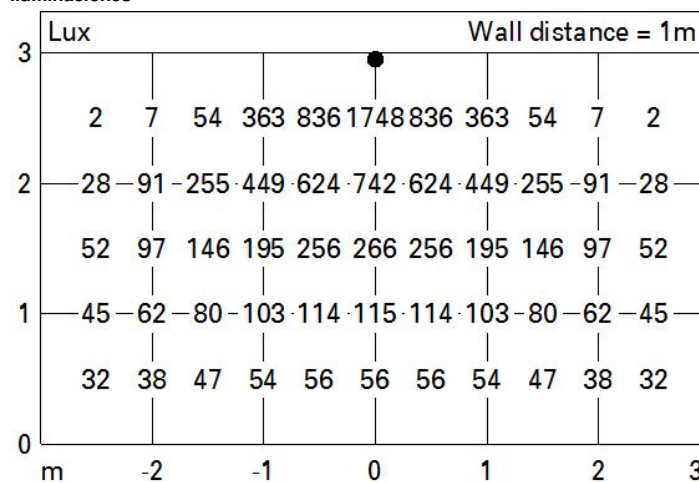 Lux Wall distance = 1m
3
2 7 54 363 836 1748 836 363 54 7 2
2 28 91 255 449 624 742 624 449 255 91 28
52 97 146 195 256 266 256 195 146 97 52
1 45 62 80 103 114 115 114 103 80 62 45
32 38 47 54 56 56 56 54 47 38 32
0
m -2 -1 0 1 2 3